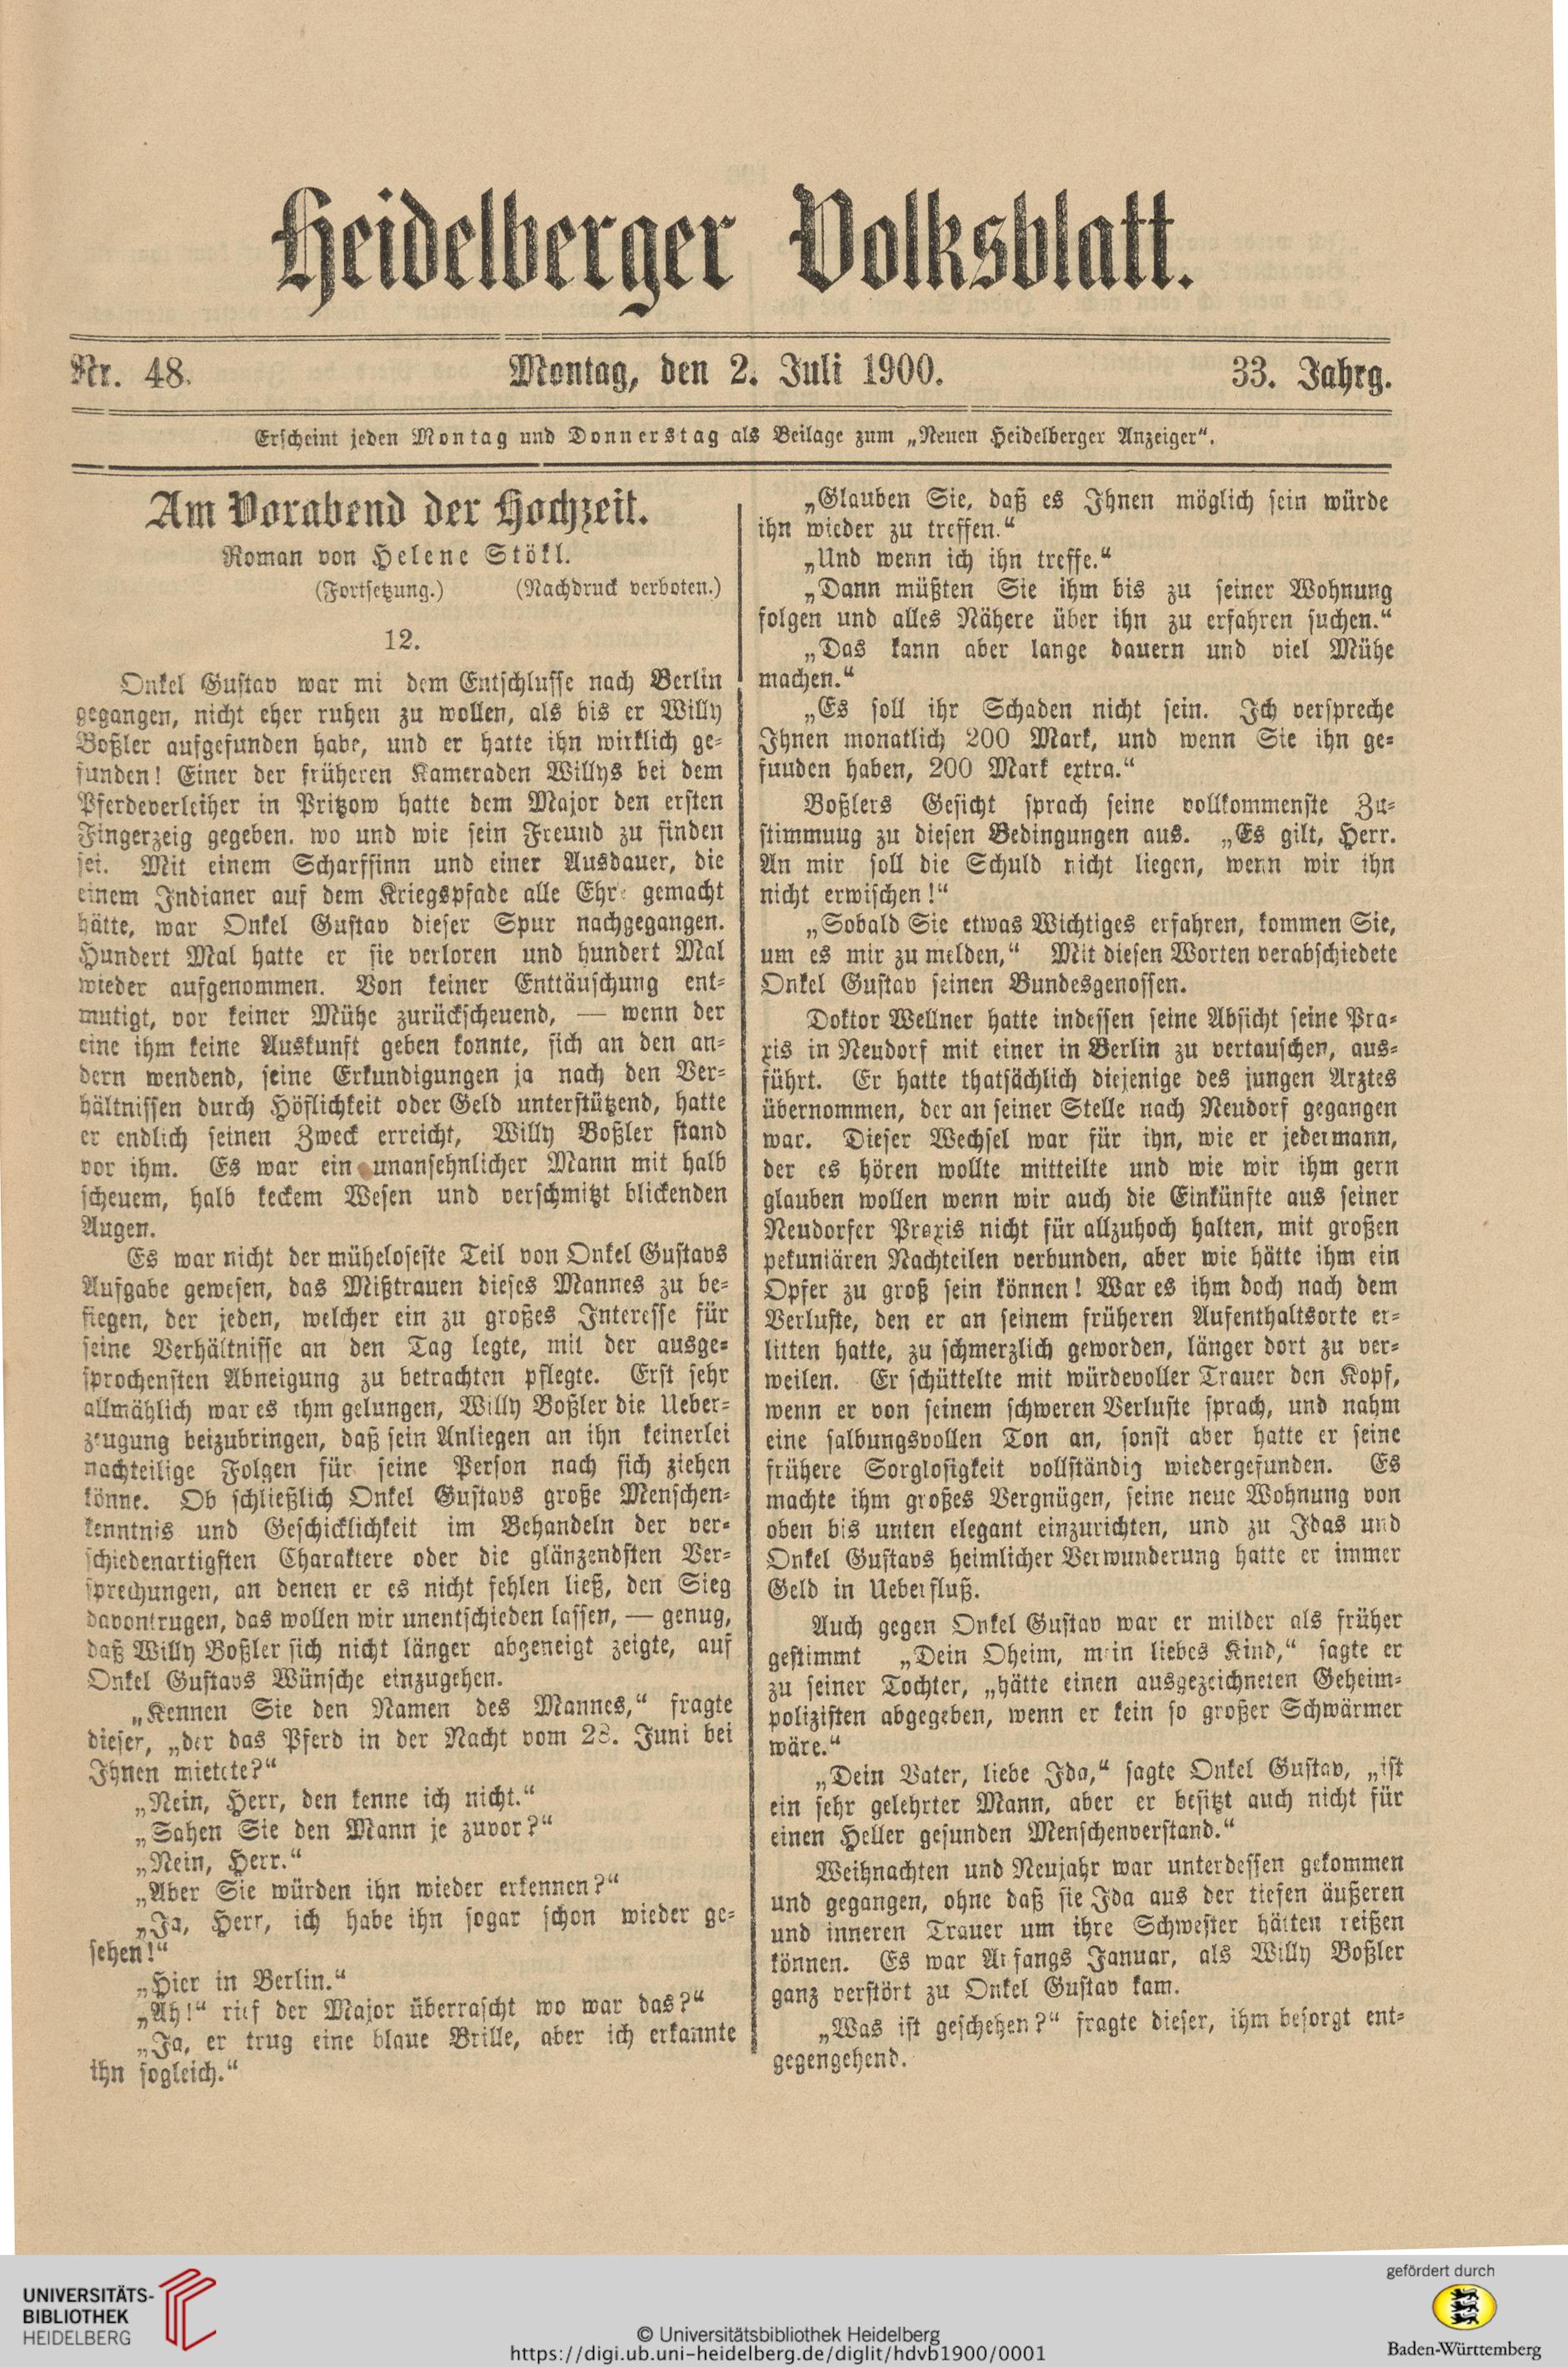 Heidelberger Volksblatt.
Nr. 48. Montag, den 2. Juli 1900. 33. Jahrg.
Erscheint jeden Montag und Donnerstag als Beilage zum „Neuen Heidelberger Anzeiger“.
Am Vorabend der Hochzeit.
Roman von Helene Stökl.
(Fortsetzung.) (Nachdruck verboten.)
12.
Onkel Gustav war mi dem Entschlusse nach Berlin
gegangen, nicht eher ruhen zu wollen, als bis er Willy
Boßler aufgefunden habe, und er hatte ihn wirklich ge-
funden! Einer der früheren Kameraden Willys bei dem
Pferdeverleiher in Pritzow hatte dem Major den ersten
Fingerzeig gegeben. wo und wie sein Freund zu finden
sei. Mit einem Scharfsinn und einer Ausdauer, die
einem Indianer auf dem Kriegspfade alle Ehre gemacht
hätte, war Onkel Gustav dieser Spur nachgegangen.
Hundert Mal hatte er sie verloren und hundert Mal
wieder aufgenommen. Von keiner Enttäuschung ent-
mutigt, vor keiner Mühe zurückscheuend, — wenn der
eine ihm keine Auskunft geben konnte, sich an den an-
dern wendend, seine Erkundigungen ja nach den Ver-
hältnissen durch Höflichkeit oder Geld unterstützend, hatte
er endlich seinen Zweck erreicht, Willy Boßler stand
vor ihm. Es war ein unansehnlicher Mann mit halb
scheuem, halb keckem Wesen und verschmitzt blickenden
Augen.
Es war nicht der müheloseste Teil von Onkel Gustavs
Aufgabe gewesen, das Mißtrauen dieses Mannes zu be-
siegen, der jeden, welcher ein zu großes Interesse für
seine Verhältnisse an den Tag legte, mit der ausge-
sprochensten Abneigung zu betrachten pflegte. Erst sehr
allmählich war es ihm gelungen, Willy Boßler die Ueber-
zeugung beizubringen, daß sein Anliegen an ihn keinerlei
nachteilige Folgen für seine Person nach sich ziehen
könne. Ob schließlich Onkel Gustavs große Menschen-
kenntnis und Geschicklichkeit im Behandeln der ver-
schiedenartigsten Charaktere oder die glänzendsten Ver-
sprechungen, an denen er es nicht fehlen ließ, den Sieg
davontrugen, das wollen wir unentschieden lassen, — genug,
daß Willy Boßler sich nicht länger abgeneigt zeigte, auf
Onkel Gustavs Wünsche einzugehen.
„Kennen Sie den Namen des Mannes,“ fragte
dieser, „der das Pferd in der Nacht vom 28. Juni bei
Ihnen mietete?“
„Nein, Herr, den kenne ich nicht.“
„Sahen Sie den Mann je zuvor?“
„Nein, Herr.“
„Aber Sie würden ihn wieder erkennen?“
„Ja, Herr, ich habe ihn sogar schon wieder ge-
sehen!“
„Hier in Berlin.“
„Ah!“ rief der Major überrascht wo war das?“
„Ja, er trug eine blaue Brille, aber ich erkannte
ihn sogleich.“
„Glauben Sie, daß es Ihnen möglich sein würde
ihn wieder zu treffen.“
„Und wenn ich ihn treffe.“
„Dann müßten Sie ihm bis zu seiner Wohnung
folgen und alles Nähere über ihn zu erfahren suchen.“
„Das kann aber lange dauern und viel Mühe
machen.“
„Es soll ihr Schaden nicht sein. Ich verspreche
Ihnen monatlich 200 Mark, und wenn Sie ihn ge-
funden haben, 200 Mark extra.“
Boßlers Gesicht sprach seine vollkommenste Zu-
stimmung zu diesen Bedingungen aus. „Es gilt, Herr.
An mir soll die Schuld nicht liegen, wenn wir ihn
nicht erwischen!“
„Sobald Sie etwas Wichtiges erfahren, kommen Sie,
um es mir zu melden,“ Mit diesen Worten verabschiedete
Onkel Gustav seinen Bundesgenossen.
Doktor Wellner hatte indessen seine Absicht seine Pra-
xis in Neudorf mit einer in Berlin zu vertauschen, aus-
führt. Er hatte thatsächlich diejenige des jungen Arztes
übernommen, der an seiner Stelle nach Neudorf gegangen
war. Dieser Wechsel war für ihn, wie er jedermann,
der es hören wollte mitteilte und wie wir ihm gern
glauben wollen wenn wir auch die Einkünfte aus seiner
Neudorfer Praxis nicht für allzuhoch halten, mit großen
pekuniären Nachteilen verbunden, aber wie hätte ihm ein
Opfer zu groß sein können! War es ihm doch nach dem
Verluste, den er an seinem früheren Aufenthaltsorte er-
litten hatte, zu schmerzlich geworden, länger dort zu ver-
weilen. Er schüttelte mit würdevoller Trauer den Kopf,
wenn er von seinem schweren Verluste sprach, und nahm
eine salbungsvollen Ton an, sonst aber hatte er seine
frühere Sorglosigkeit vollständig wiedergefunden. Es
machte ihm großes Vergnügen, seine neue Wohnung von
oben bis unten elegant einzurichten, und zu Idas und
Onkel Gustavs heimlicher Verwunderung hatte er immer
Geld in Ueberfluß.
Auch gegen Onkel Gustav war er milder als früher
gestimmt „Dein Oheim, mein liebes Kind,“ sagte er
zu seiner Tochter, „hätte einen ausgezeichneten Geheim-
polizisten abgegeben, wenn er kein so großer Schwärmer
wäre.“
„Dein Vater, liebe Ida,“ sagte Onkel Gustav, „ist
ein sehr gelehrter Mann, aber er besitzt auch nicht für
einen Heller gesunden Menschenverstand.“
Weihnachten und Neujahr war unterdessen gekommen
und gegangen, ohne daß sie Ida aus der tiefen äußeren
und inneren Trauer um ihre Schwester hätten reißen
können. Es war Anfangs Januar, als Willy Boßler
ganz verstört zu Onkel Gustav kam.
„Was ist geschehen?“ fragte dieser, ihm besorgt ent-
gegengehend.
UNIVERSITÄTS-
BIBLIOTHEK
HEIDELBERG
© Universitätsbibliothek Heidelberg
https://digi.ub.uni-heidelberg.de/diglit/hdvb1900/0001
gefördert durch
Baden-Württemberg